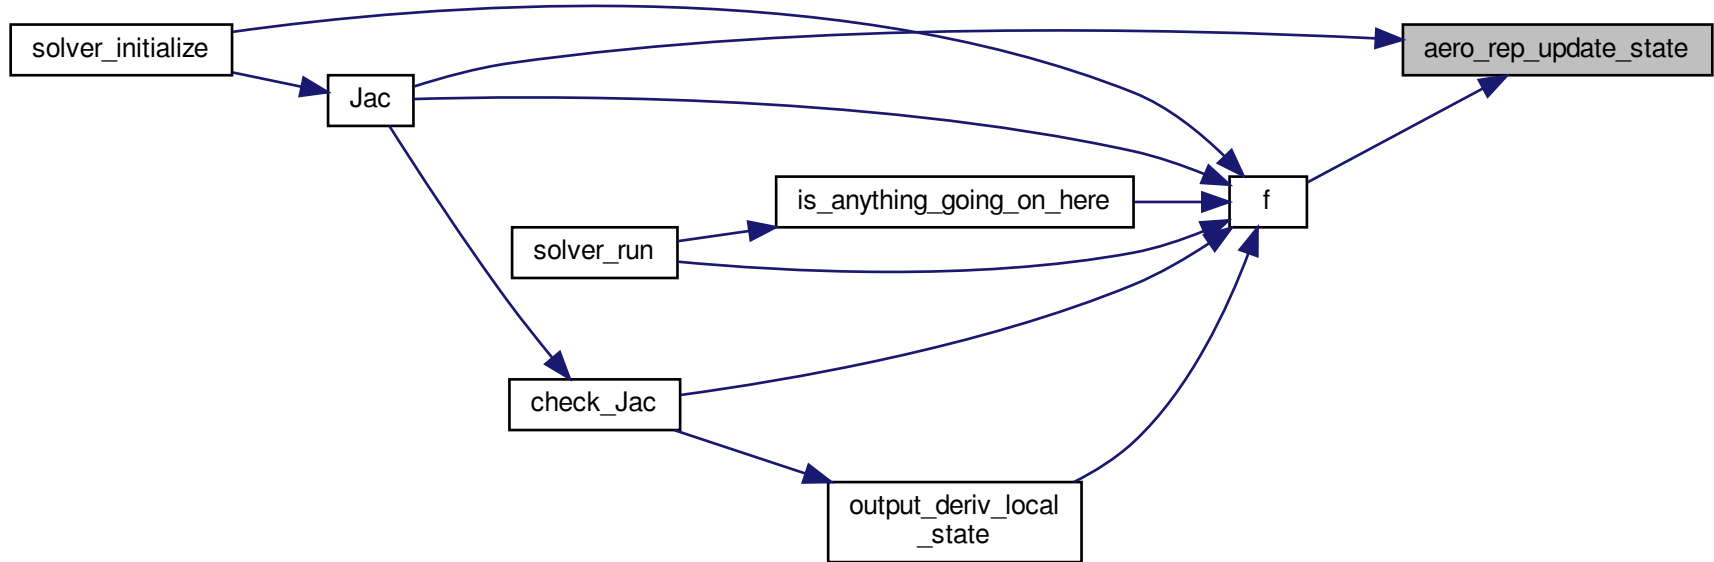 solver_initialize
aero_rep_update_state
Jac
is_anything_going_on_here
f
solver_run
check_Jac
output_deriv_local
_state